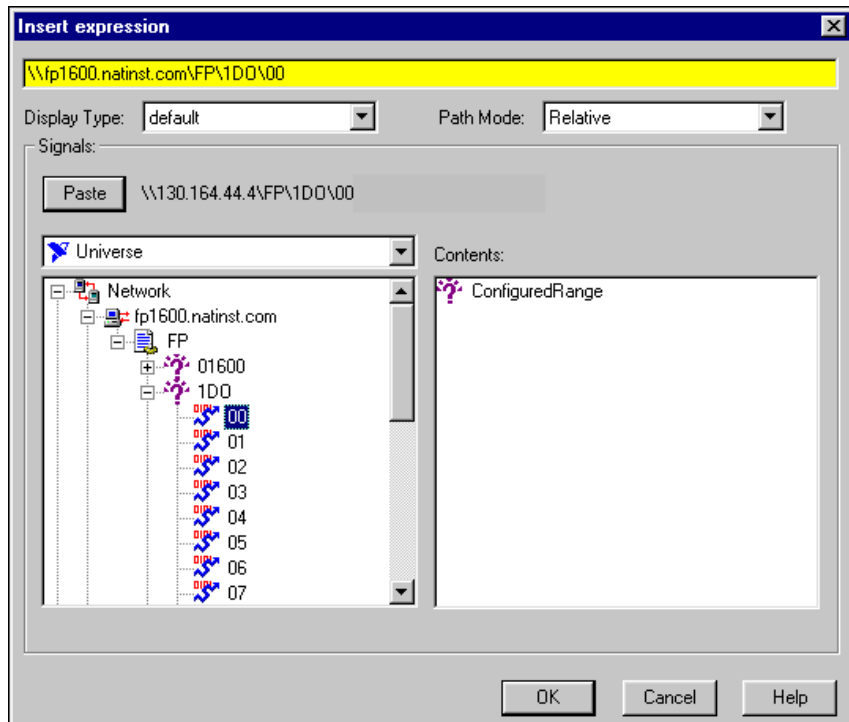 Insert expression
\\fp1600.natinst.com\FP\1DO\00
Display Type: default Path Mode: Relative
Signals:
Paste \\130.164.44.4\FP\1DO\00
Universe Contents:
Network ConfiguredRange
fp1600.natinst.com
FP
01600
1DO
00
01
02
03
04
05
06
07
OK Cancel Help